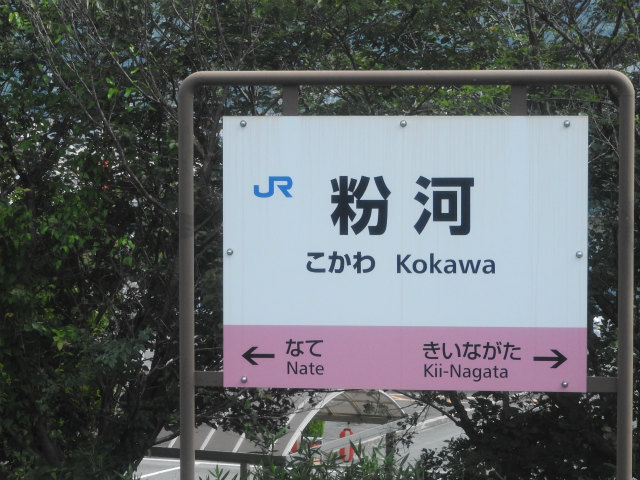 JR 粉河
こかわ Kokawa
← なて きいながた →
Nate Kii-Nagata